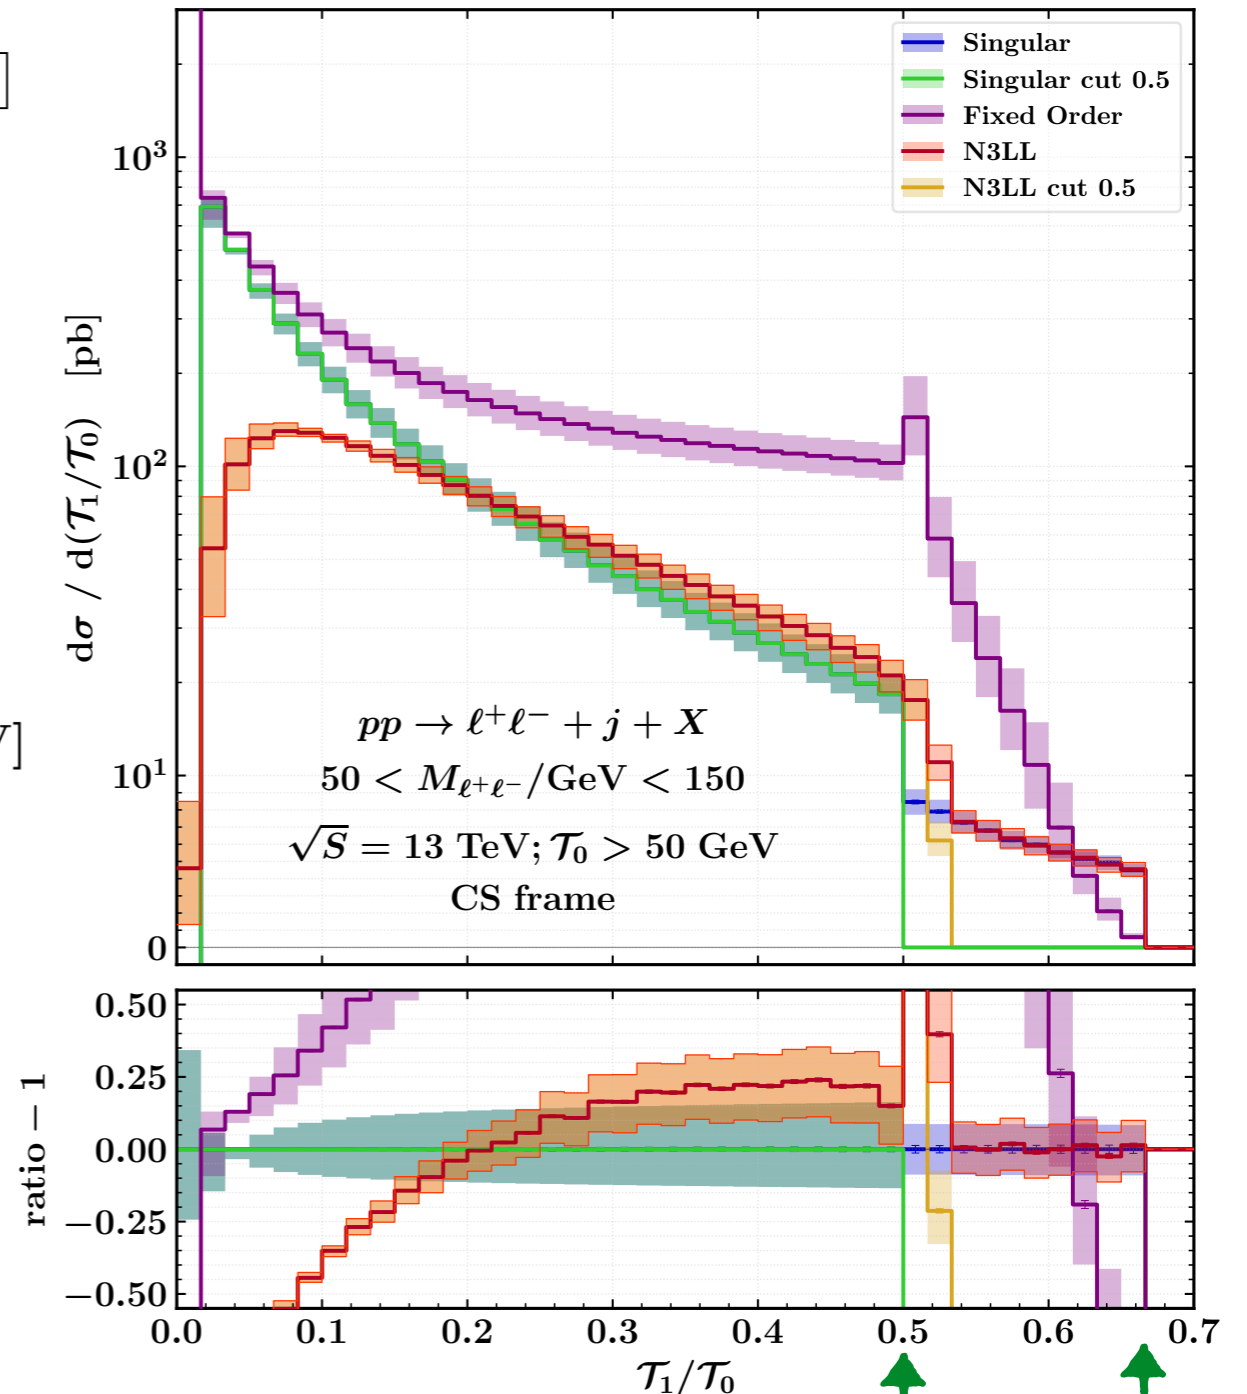 ]
V]
dσ / d(𝒯₁/𝒯₀) [pb]
10³
10²
10¹
0
Singular
Singular cut 0.5
Fixed Order
N3LL
N3LL cut 0.5
pp → ℓ⁺ℓ⁻ + j + X
50 < M_{ℓ⁺ℓ⁻}/GeV < 150
√S = 13 TeV; 𝒯₀ > 50 GeV
CS frame
ratio − 1
0.50
0.25
0.00
−0.25
−0.50
0.0 0.1 0.2 0.3 0.4 0.5 0.6 0.7
𝒯₁/𝒯₀